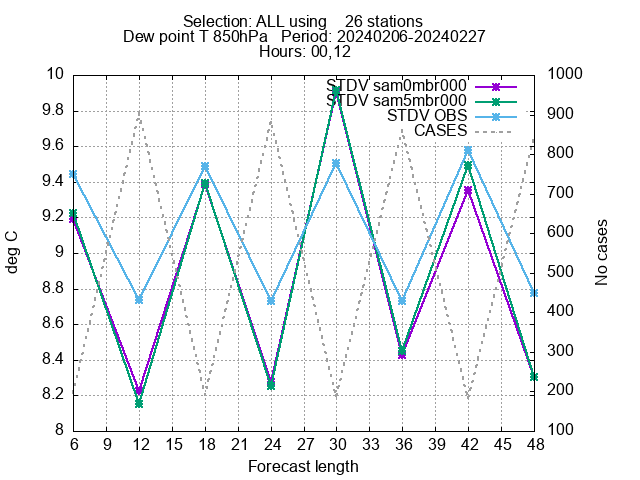 Selection: ALL using    26 stations
Dew point T 850hPa   Period: 20240206-20240227
Hours: 00,12
STDV sam0mbr000
STDV sam5mbr000
STDV OBS
CASES
10
9.8
9.6
9.4
9.2
9
8.8
8.6
8.4
8.2
8
deg C
1000
900
800
700
600
500
400
300
200
100
No cases
6 9 12 15 18 21 24 27 30 33 36 39 42 45 48
Forecast length